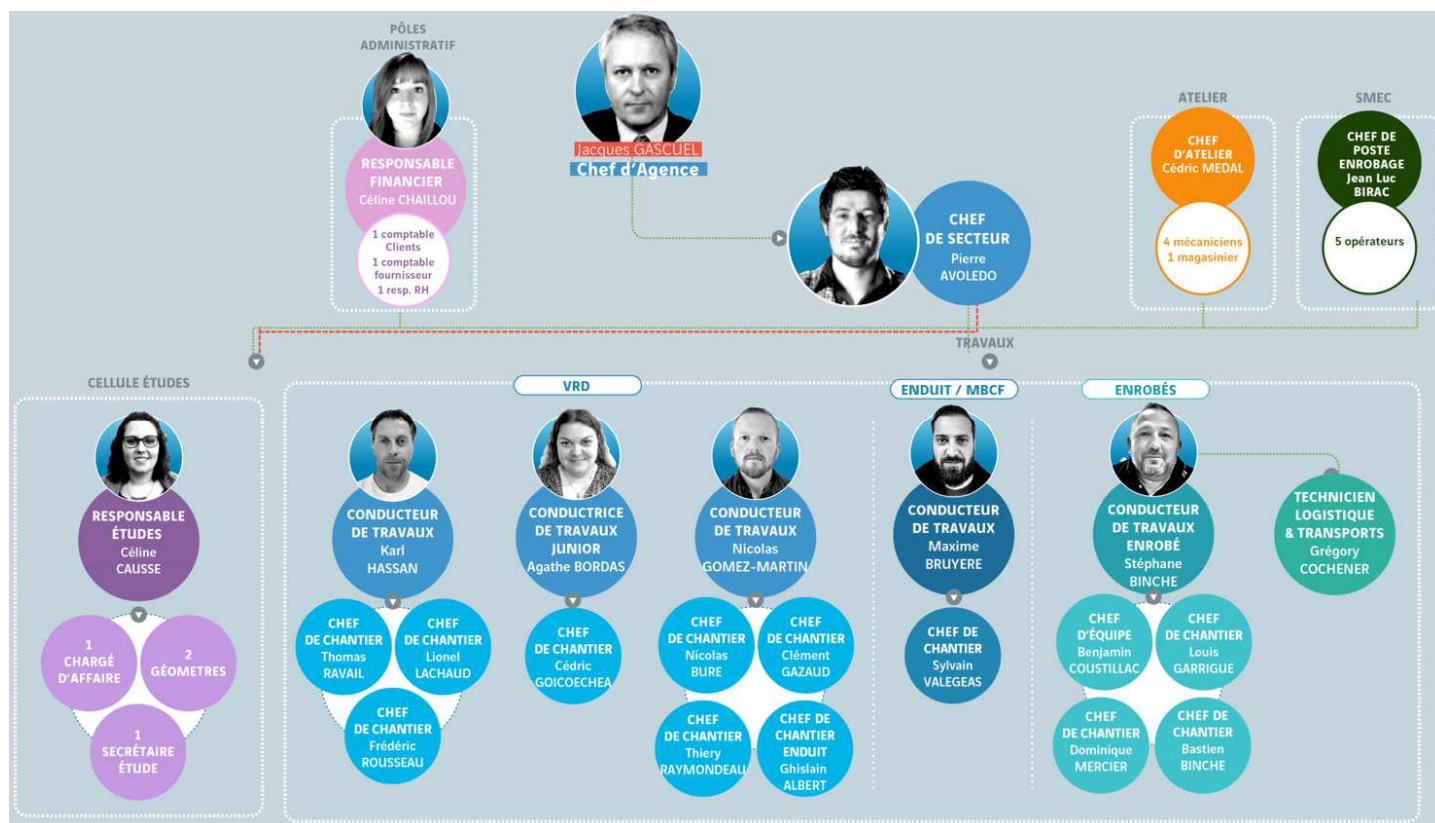 PÔLES
ADMINISTRATIF
RESPONSABLE
FINANCIER
Céline CHAILLOU
1 comptable
Clients
1 comptable
fournisseur
1 resp. RH
Jacques GASCUEL
Chef d'Agence
CHEF
DE SECTEUR
Pierre
AVOLEDO
ATELIER
CHEF
D'ATELIER
Cédric MEDAL
4 mécaniciens
1 magasinier
SMEC
CHEF DE
POSTE
ENROBAGE
Jean Luc
BIRAC
5 opérateurs
TRAVAUX
CELLULE ÉTUDES
RESPONSABLE
ÉTUDES
Céline
CAUSSE
1
CHARGÉ
D'AFFAIRE
2
GÉOMETRES
1
SECRÉTAIRE
ÉTUDE
VRD
CONDUCTEUR
DE TRAVAUX
Karl
HASSAN
CHEF
DE CHANTIER
Thomas
RAVAIL
CHEF
DE CHANTIER
Lionel
LACHAUD
CHEF
DE CHANTIER
Frédéric
ROUSSEAU
CONDUCTRICE
DE TRAVAUX
JUNIOR
Agathe BORDAS
CHEF
DE CHANTIER
Cédric
GOICOECHEA
CONDUCTEUR
DE TRAVAUX
Nicolas
GOMEZ-MARTIN
CHEF
DE CHANTIER
Nicolas
BURE
CHEF
DE CHANTIER
Clément
GAZAUD
CHEF
DE CHANTIER
Thiery
RAYMONDEAU
CHEF DE
CHANTIER
ENDUIT
Ghislain
ALBERT
ENDUIT / MBCF
CONDUCTEUR
DE TRAVAUX
Maxime
BRUYERE
CHEF DE
CHANTIER
Sylvain
VALEGEAS
ENROBÉS
CONDUCTEUR
DE TRAVAUX
ENROBÉ
Stéphane
BINCHE
CHEF
D'ÉQUIPE
Benjamin
COUSTILLAC
CHEF
DE CHANTIER
Louis
GARRIGUE
CHEF
DE CHANTIER
Dominique
MERCIER
CHEF DE
CHANTIER
Bastien
BINCHE
TECHNICIEN
LOGISTIQUE
& TRANSPORTS
Grégory
COCHENER